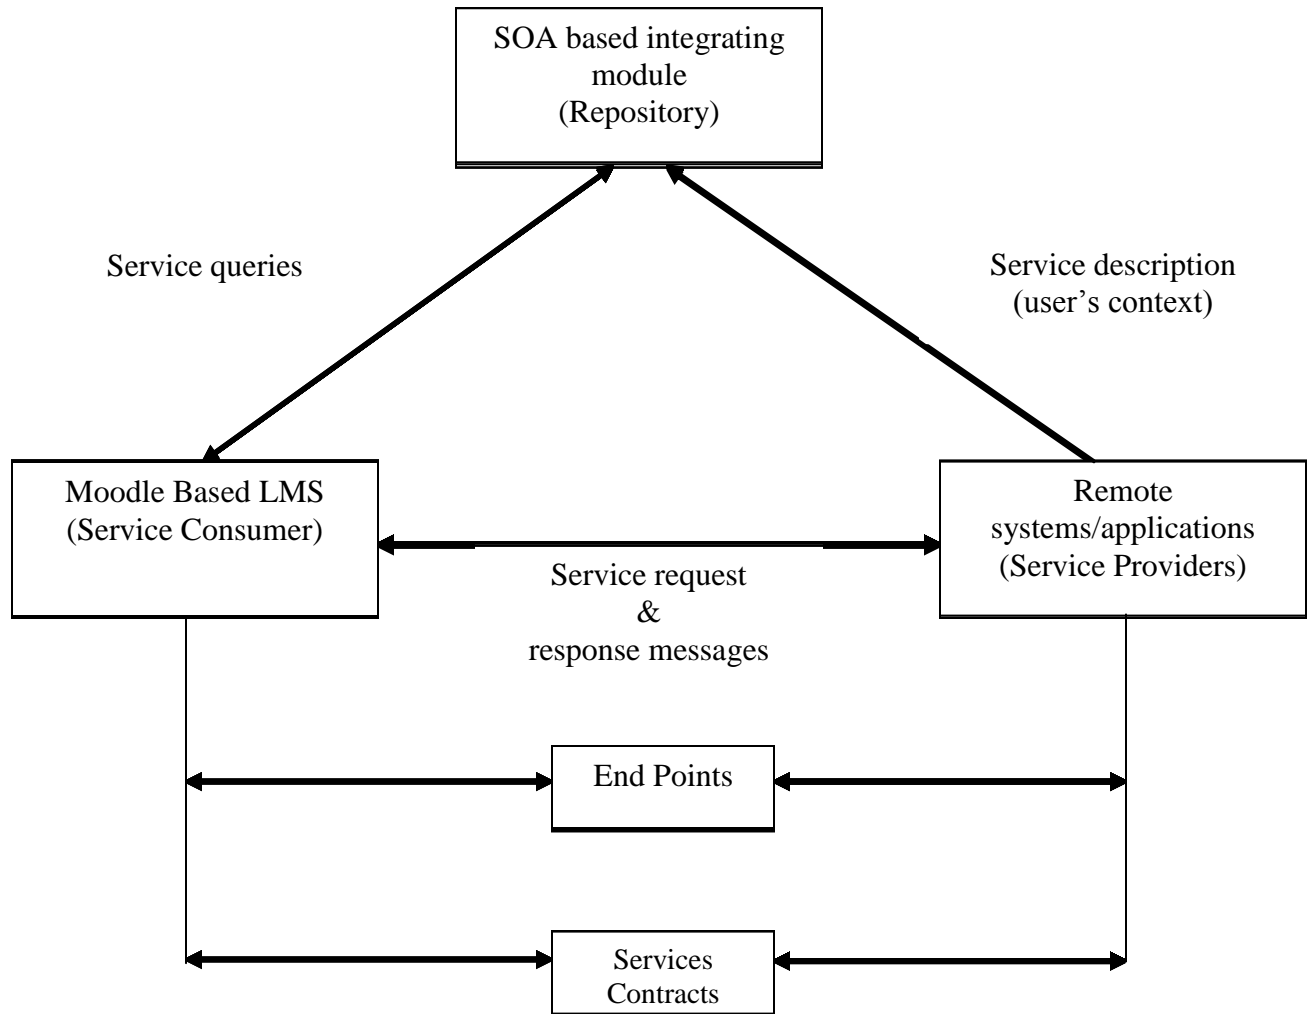 SOA based integrating
module
(Repository)
Service queries
Service description
(user’s context)
Moodle Based LMS
(Service Consumer)
Remote
systems/applications
(Service Providers)
Service request
&
response messages
End Points
Services
Contracts